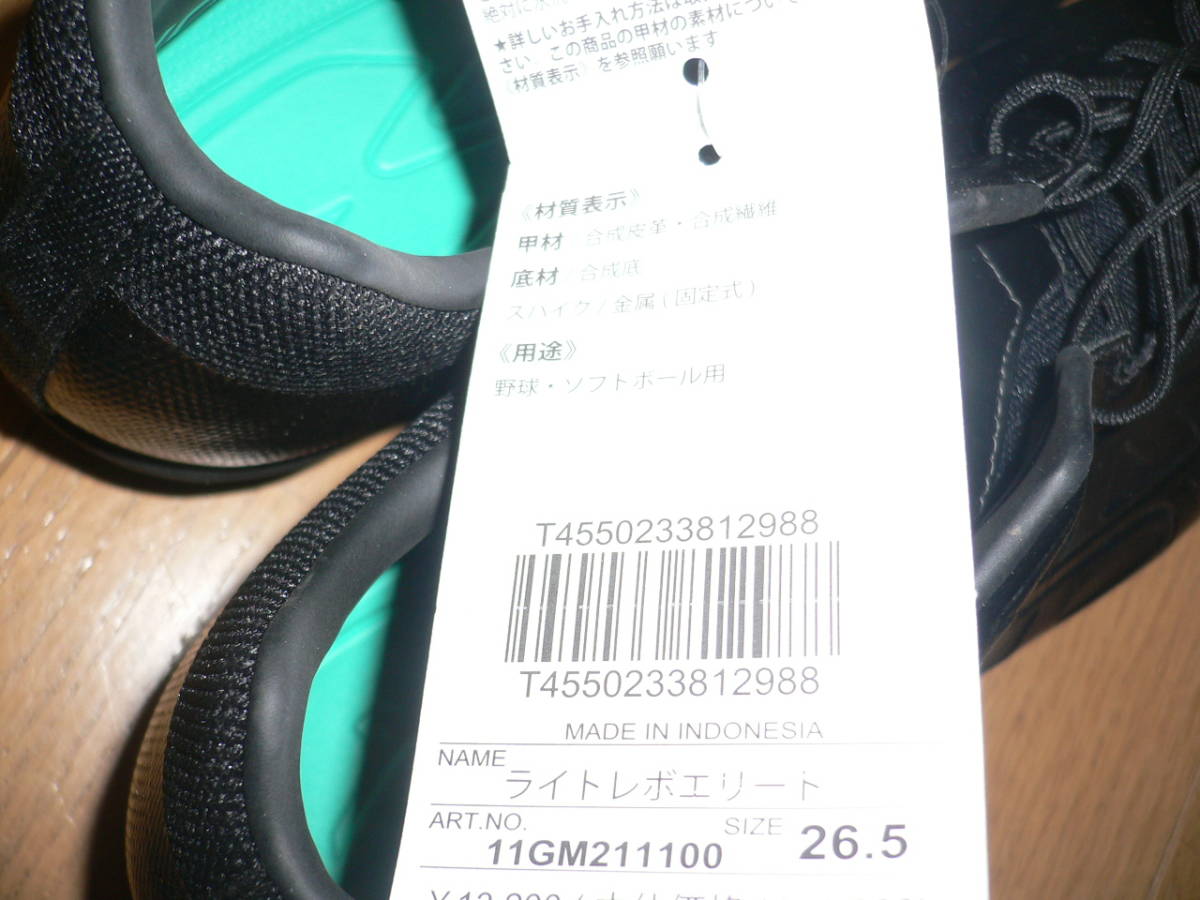 絶対に水
★詳しいお手入れ方法は取
さい。この商品の甲材の素材について
《材質表示》を参照願います
《材質表示》
甲材/合成皮革・合成繊維
底材/合成底
スパイク/金属(固定式)
《用途》
野球・ソフトボール用
T4550233812988
T4550233812988
MADE IN INDONESIA
NAME
ライトレボエリート
ART.NO.
11GM211100
SIZE 26.5